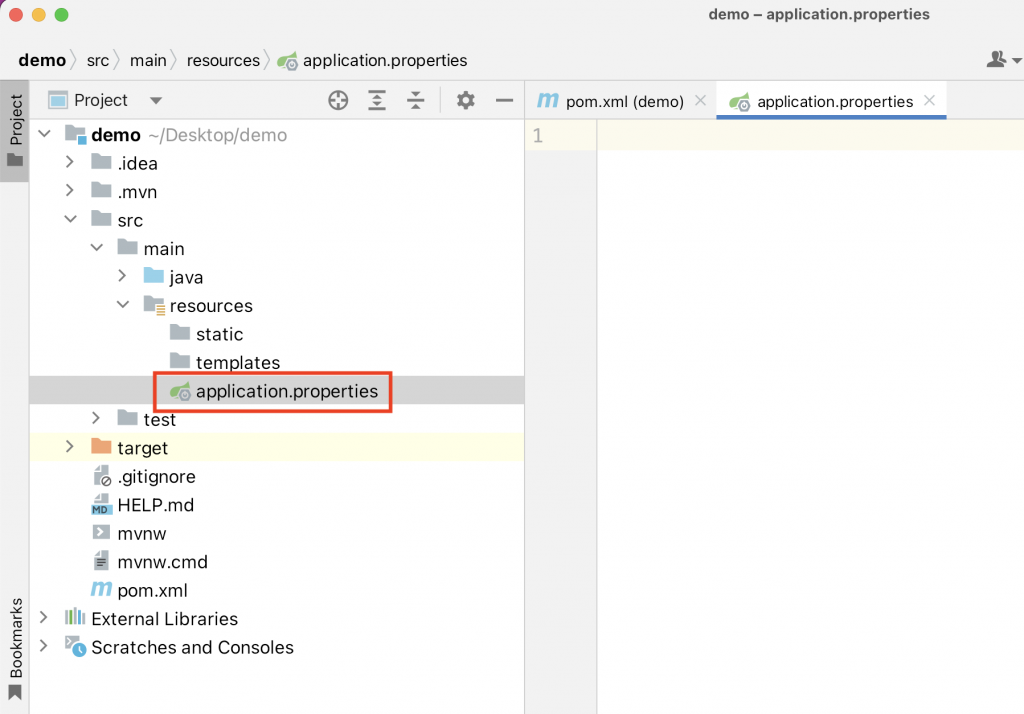 demo – application.properties
demo src main resources application.properties
Project
Project
m pom.xml (demo) application.properties
demo ~/Desktop/demo
1
.idea
.mvn
src
main
java
resources
static
templates
application.properties
test
target
.gitignore
MD HELP.md
mvnw
mvnw.cmd
m pom.xml
External Libraries
Scratches and Consoles
Bookmarks